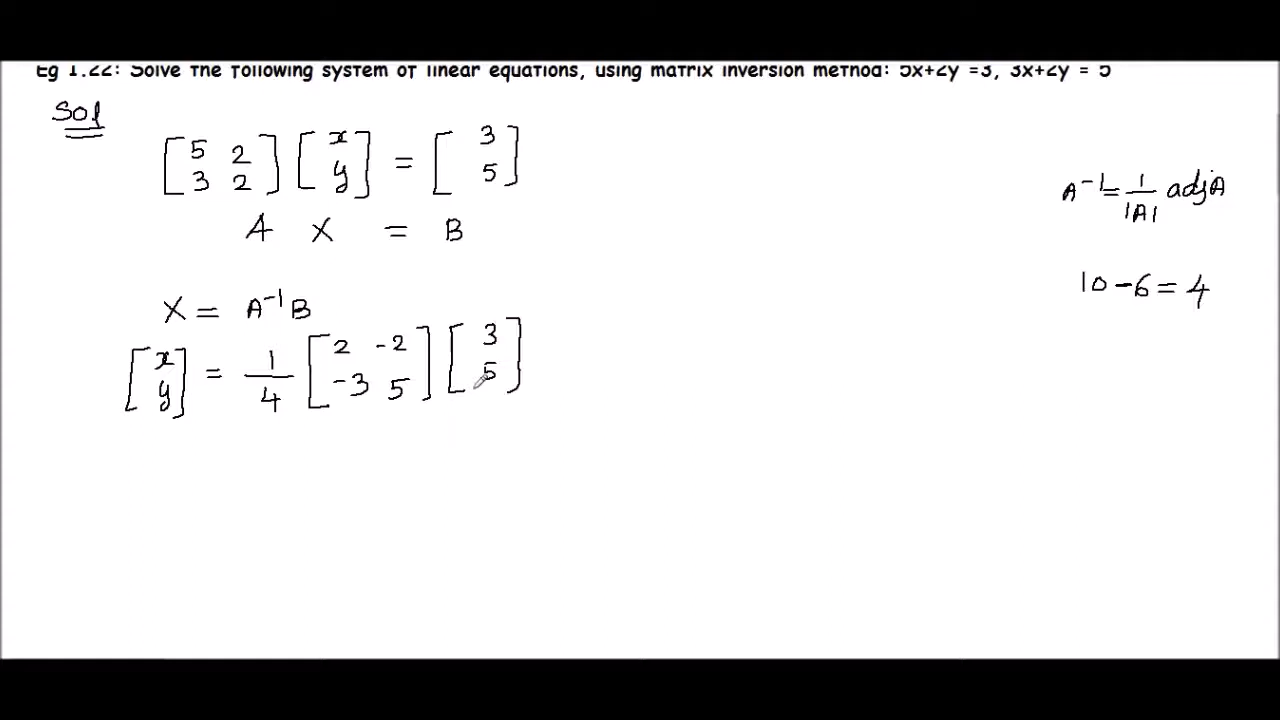 Eg 1.22: Solve the following system of linear equations, using matrix inversion method: 5x+2y =3, 3x+2y = 5
Sol
[5 2 [x = [3
3 2] y] 5]
A X = B
A⁻¹ = 1/|A| adjA
10 - 6 = 4
X = A⁻¹B
[x = 1/4 [2 -2 [3
y] -3 5] 5]